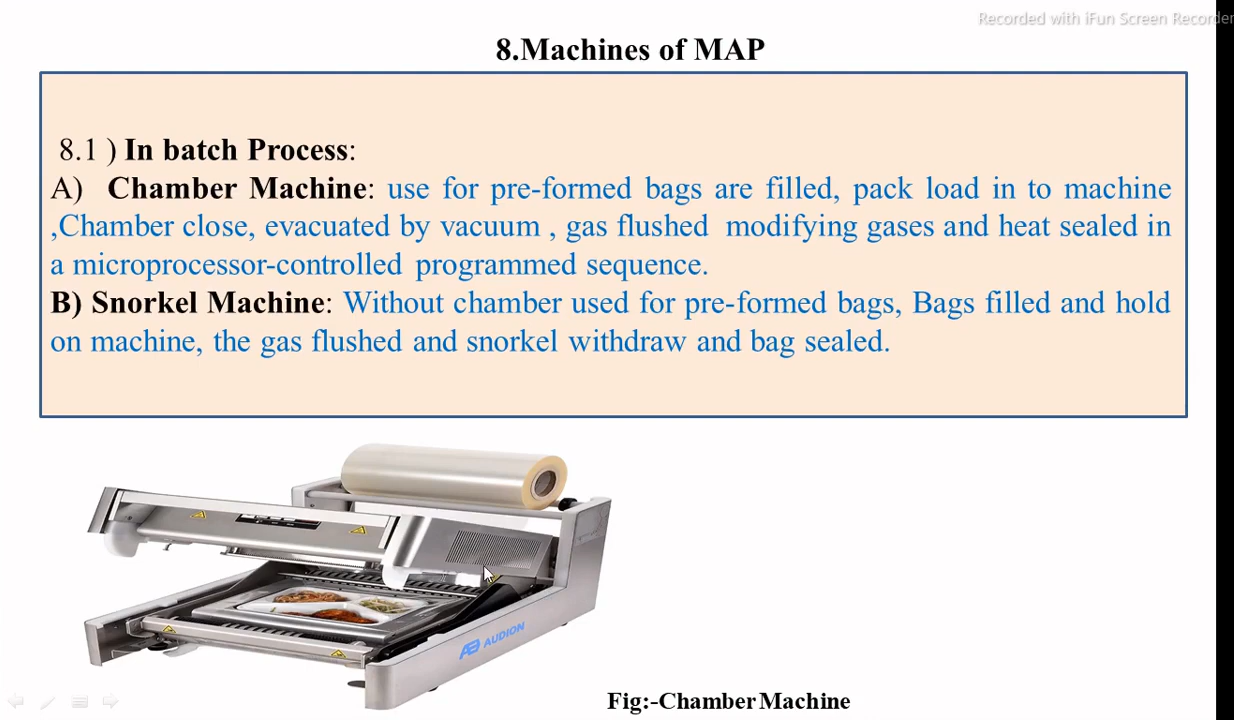 Recorded with iFun Screen Recorder
8.Machines of MAP
8.1 ) In batch Process:
A) Chamber Machine: use for pre-formed bags are filled, pack load in to machine
,Chamber close, evacuated by vacuum , gas flushed modifying gases and heat sealed in
a microprocessor-controlled programmed sequence.
B) Snorkel Machine: Without chamber used for pre-formed bags, Bags filled and hold
on machine, the gas flushed and snorkel withdraw and bag sealed.
AUDION
Fig:-Chamber Machine